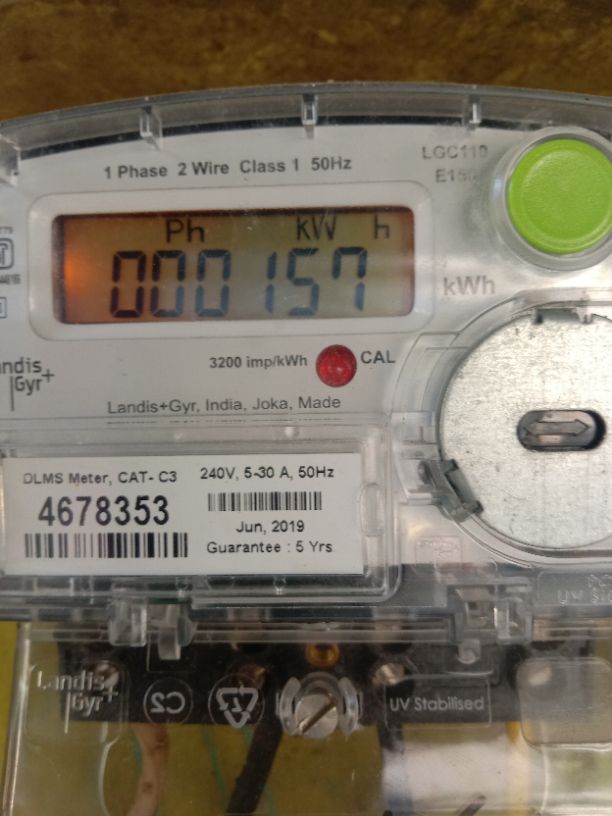 1 Phase 2 Wire Class 1 50Hz
LGC110
Ph kW h
000157
kWh
3200 imp/kWh CAL
Landis+Gyr, India, Joka, Made
Gyr+
DLMS Meter, CAT- C3
4678353
240V, 5-30 A, 50Hz
Jun, 2019
Guarantee : 5 Yrs
Landis+
Gyr
C2
UV Stabilised